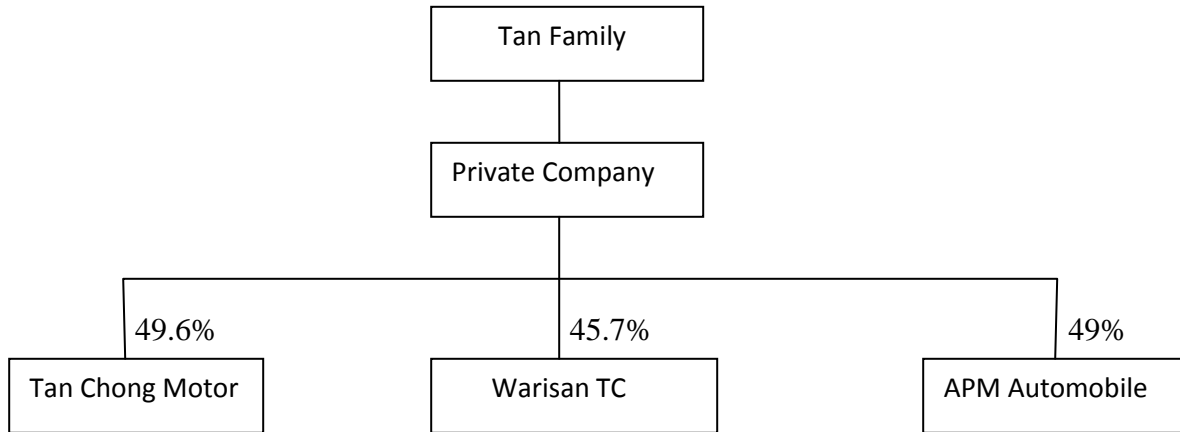 Tan Family
Private Company
49.6%
45.7%
49%
Tan Chong Motor
Warisan TC
APM Automobile